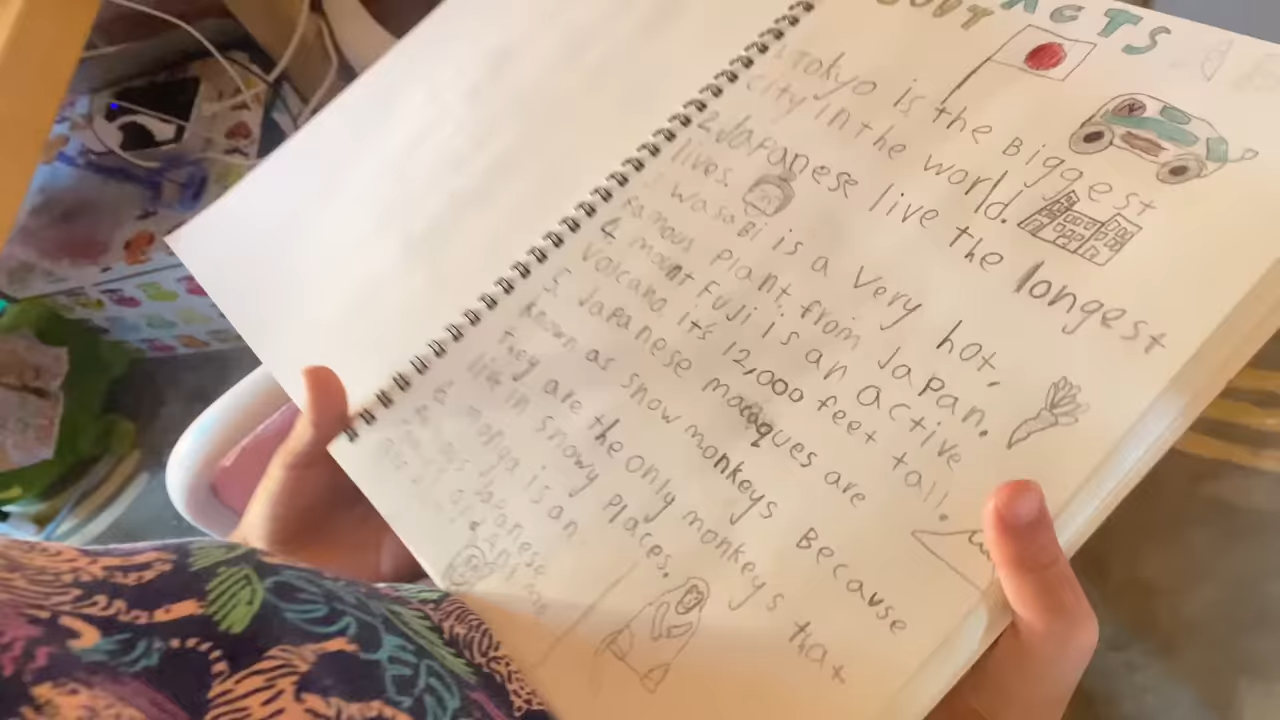 FACTS
1. Tokyo is the Biggest
city in the world.
2. Japanese live the longest
lives.
3. wasaBi is a very hot,
Famous Plant from Japan.
4. mount FuJi is an active
volcano. It's 12,000 feet tall.
5. Japanese macaques are
known as snow monkeys Because
They are the only monkeys that
live in snowy Places.
6. manga is an
Japanese